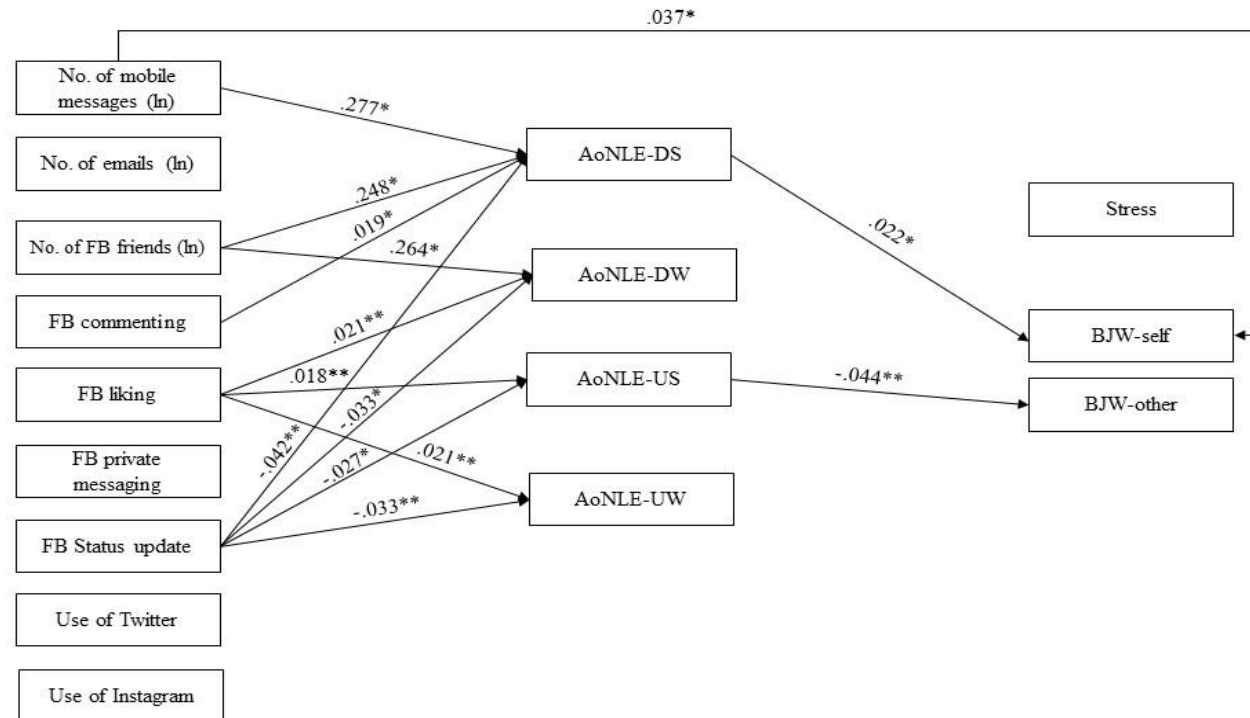 .037*
No. of mobile
messages (ln)
.277*
No. of emails (ln)
AoNLE-DS
Stress
.248*
.019*
.022*
No. of FB friends (ln)
.264*
AoNLE-DW
FB commenting
.021**
BJW-self
FB liking
.018**
AoNLE-US
-.044**
BJW-other
-.033*
-.042**
-.027*
.021**
FB private
messaging
AoNLE-UW
-.033**
FB Status update
Use of Twitter
Use of Instagram